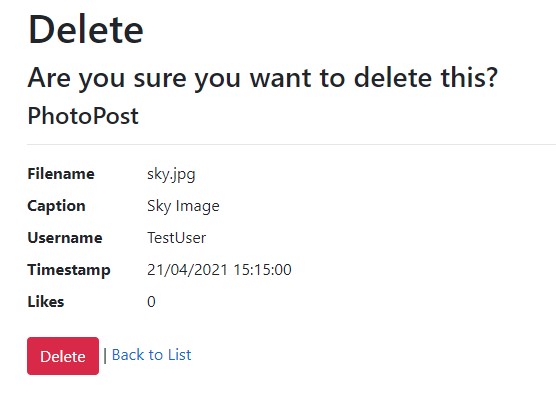 Delete
Are you sure you want to delete this?
PhotoPost
Filename sky.jpg
Caption Sky Image
Username TestUser
Timestamp 21/04/2021 15:15:00
Likes 0
Delete | Back to List